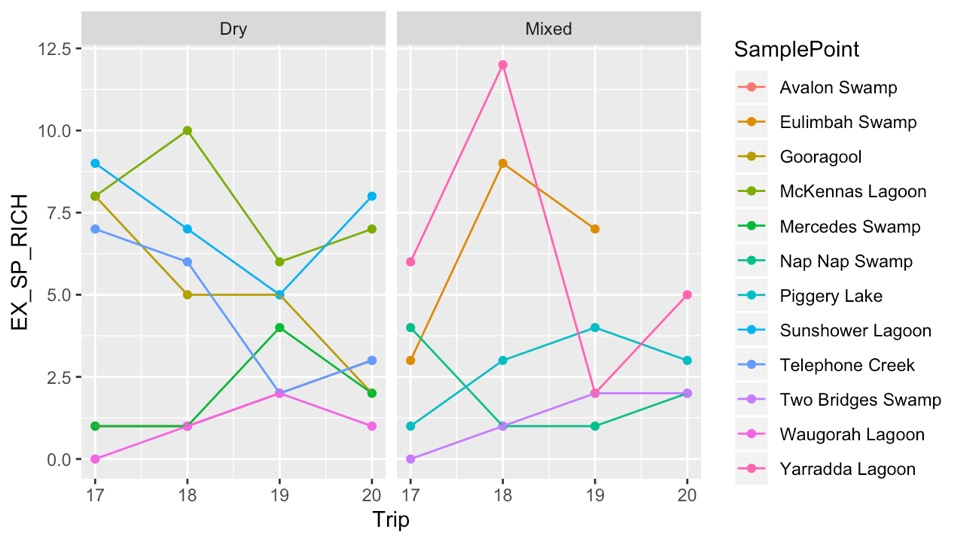 Dry
Mixed
12.5
10.0
7.5
5.0
2.5
0.0
EX_SP_RICH
17
18
19
20
17
18
19
20
Trip
SamplePoint
Avalon Swamp
Eulimbah Swamp
Gooragool
McKennas Lagoon
Mercedes Swamp
Nap Nap Swamp
Piggery Lake
Sunshower Lagoon
Telephone Creek
Two Bridges Swamp
Waugorah Lagoon
Yarradda Lagoon